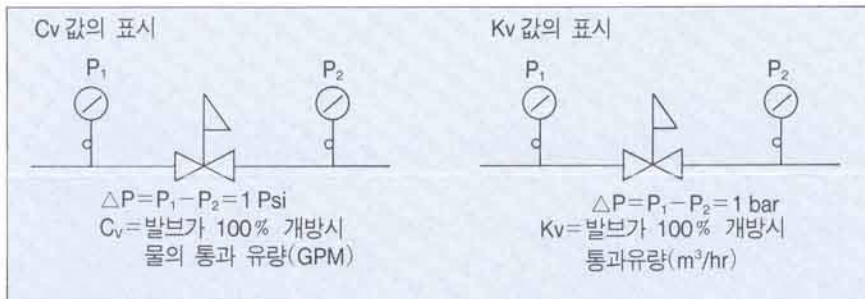 Cv 값의 표시
P₁
P₂
△P=P₁-P₂=1 Psi
Cv=발브가 100% 개방시
물의 통과 유량(GPM)
Kv 값의 표시
P₁
P₂
△P=P₁-P₂=1 bar
Kv=발브가 100% 개방시
통과유량(m³/hr)